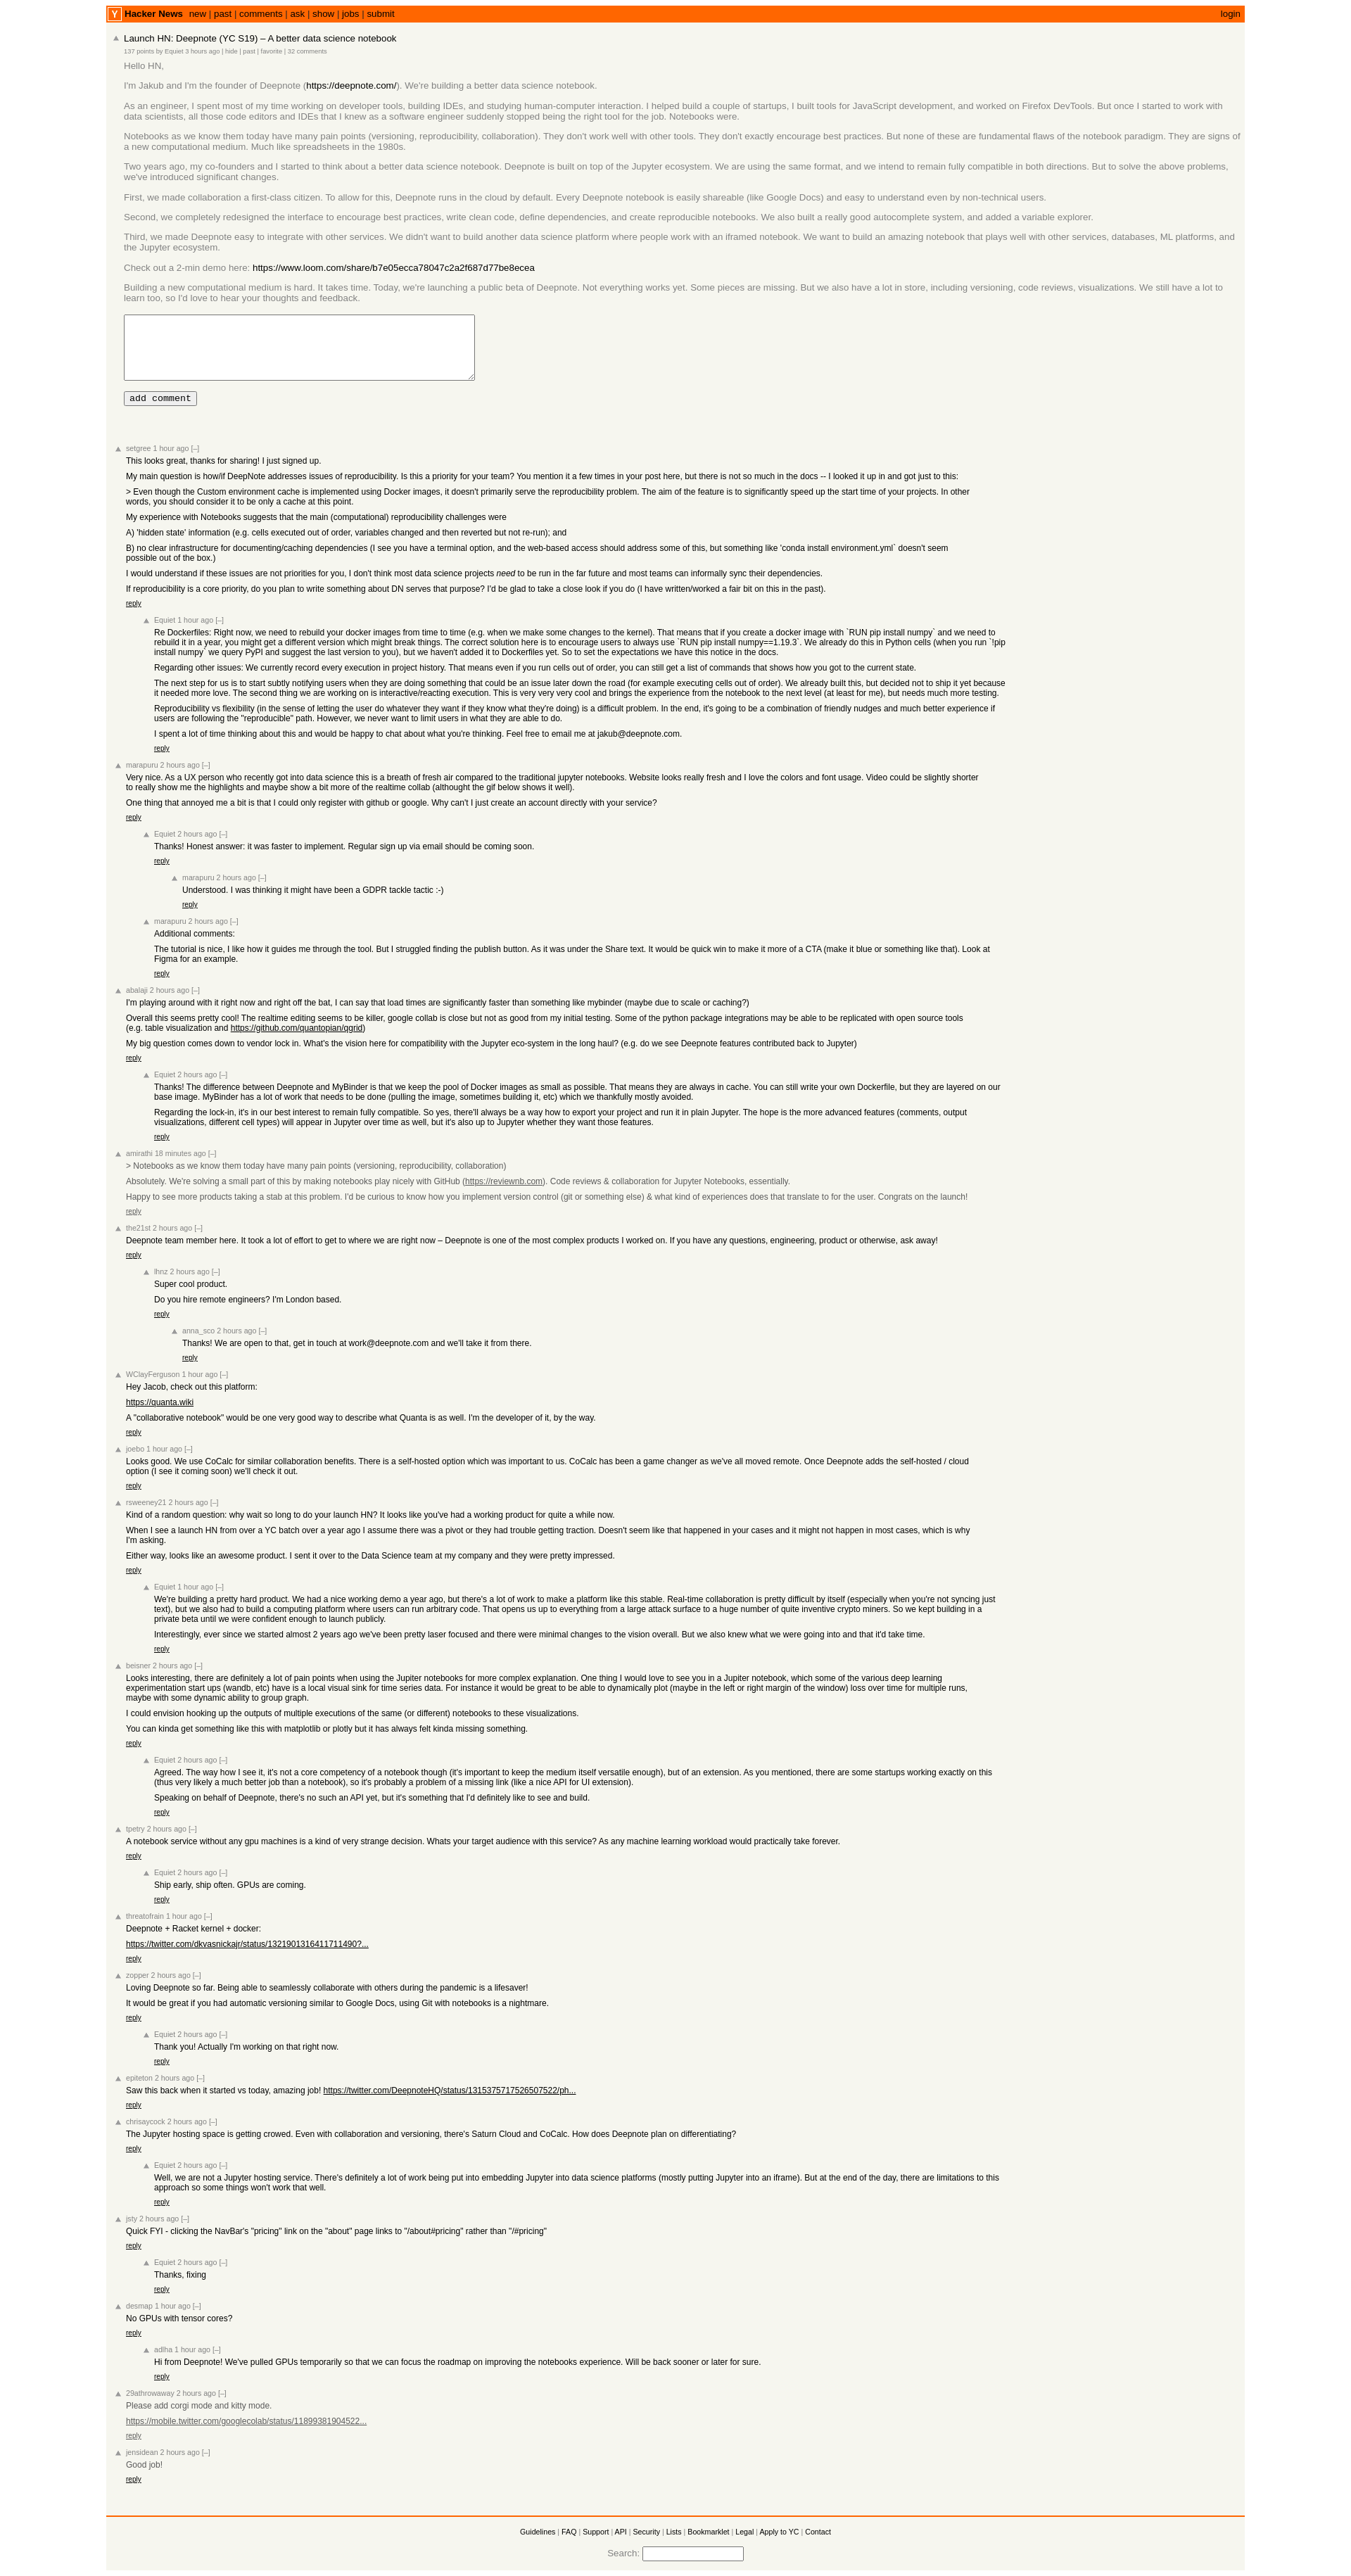 Y Hacker News new | past | comments | ask | show | jobs | submit login
Launch HN: Deepnote (YC S19) – A better data science notebook
137 points by Equiet 3 hours ago | hide | past | favorite | 32 comments
Hello HN,
I'm Jakub and I'm the founder of Deepnote (https://deepnote.com/). We're building a better data science notebook.
As an engineer, I spent most of my time working on developer tools, building IDEs, and studying human-computer interaction. I helped build a couple of startups, I built tools for JavaScript development, and worked on Firefox DevTools. But once I started to work with
data scientists, all those code editors and IDEs that I knew as a software engineer suddenly stopped being the right tool for the job. Notebooks were.
Notebooks as we know them today have many pain points (versioning, reproducibility, collaboration). They don't work well with other tools. They don't exactly encourage best practices. But none of these are fundamental flaws of the notebook paradigm. They are signs of
a new computational medium. Much like spreadsheets in the 1980s.
Two years ago, my co-founders and I started to think about a better data science notebook. Deepnote is built on top of the Jupyter ecosystem. We are using the same format, and we intend to remain fully compatible in both directions. But to solve the above problems,
we've introduced significant changes.
First, we made collaboration a first-class citizen. To allow for this, Deepnote runs in the cloud by default. Every Deepnote notebook is easily shareable (like Google Docs) and easy to understand even by non-technical users.
Second, we completely redesigned the interface to encourage best practices, write clean code, define dependencies, and create reproducible notebooks. We also built a really good autocomplete system, and added a variable explorer.
Third, we made Deepnote easy to integrate with other services. We didn't want to build another data science platform where people work with an iframed notebook. We want to build an amazing notebook that plays well with other services, databases, ML platforms, and
the Jupyter ecosystem.
Check out a 2-min demo here: https://www.loom.com/share/b7e05ecca78047c2a2f687d77be8ecea
Building a new computational medium is hard. It takes time. Today, we're launching a public beta of Deepnote. Not everything works yet. Some pieces are missing. But we also have a lot in store, including versioning, code reviews, visualizations. We still have a lot to
learn too, so I'd love to hear your thoughts and feedback.
add comment
setgree 1 hour ago [–]
This looks great, thanks for sharing! I just signed up.
My main question is how/if DeepNote addresses issues of reproducibility. Is this a priority for your team? You mention it a few times in your post here, but there is not so much in the docs -- I looked it up in and got just to this:
> Even though the Custom environment cache is implemented using Docker images, it doesn't primarily serve the reproducibility problem. The aim of the feature is to significantly speed up the start time of your projects. In other
words, you should consider it to be only a cache at this point.
My experience with Notebooks suggests that the main (computational) reproducibility challenges were
A) 'hidden state' information (e.g. cells executed out of order, variables changed and then reverted but not re-run); and
B) no clear infrastructure for documenting/caching dependencies (I see you have a terminal option, and the web-based access should address some of this, but something like 'conda install environment.yml` doesn't seem
possible out of the box.)
I would understand if these issues are not priorities for you, I don't think most data science projects need to be run in the far future and most teams can informally sync their dependencies.
If reproducibility is a core priority, do you plan to write something about DN serves that purpose? I'd be glad to take a close look if you do (I have written/worked a fair bit on this in the past).
reply
Equiet 1 hour ago [–]
Re Dockerfiles: Right now, we need to rebuild your docker images from time to time (e.g. when we make some changes to the kernel). That means that if you create a docker image with `RUN pip install numpy` and we need to
rebuild it in a year, you might get a different version which might break things. The correct solution here is to encourage users to always use `RUN pip install numpy==1.19.3`. We already do this in Python cells (when you run `!pip
install numpy` we query PyPI and suggest the last version to you), but we haven't added it to Dockerfiles yet. So to set the expectations we have this notice in the docs.
Regarding other issues: We currently record every execution in project history. That means even if you run cells out of order, you can still get a list of commands that shows how you got to the current state.
The next step for us is to start subtly notifying users when they are doing something that could be an issue later down the road (for example executing cells out of order). We already built this, but decided not to ship it yet because
it needed more love. The second thing we are working on is interactive/reacting execution. This is very very very cool and brings the experience from the notebook to the next level (at least for me), but needs much more testing.
Reproducibility vs flexibility (in the sense of letting the user do whatever they want if they know what they're doing) is a difficult problem. In the end, it's going to be a combination of friendly nudges and much better experience if
users are following the "reproducible" path. However, we never want to limit users in what they are able to do.
I spent a lot of time thinking about this and would be happy to chat about what you're thinking. Feel free to email me at jakub@deepnote.com.
reply
marapuru 2 hours ago [–]
Very nice. As a UX person who recently got into data science this is a breath of fresh air compared to the traditional jupyter notebooks. Website looks really fresh and I love the colors and font usage. Video could be slightly shorter
to really show me the highlights and maybe show a bit more of the realtime collab (althought the gif below shows it well).
One thing that annoyed me a bit is that I could only register with github or google. Why can't I just create an account directly with your service?
reply
Equiet 2 hours ago [–]
Thanks! Honest answer: it was faster to implement. Regular sign up via email should be coming soon.
reply
marapuru 2 hours ago [–]
Understood. I was thinking it might have been a GDPR tackle tactic :-)
reply
marapuru 2 hours ago [–]
Additional comments:
The tutorial is nice, I like how it guides me through the tool. But I struggled finding the publish button. As it was under the Share text. It would be quick win to make it more of a CTA (make it blue or something like that). Look at
Figma for an example.
reply
abalaji 2 hours ago [–]
I'm playing around with it right now and right off the bat, I can say that load times are significantly faster than something like mybinder (maybe due to scale or caching?)
Overall this seems pretty cool! The realtime editing seems to be killer, google collab is close but not as good from my initial testing. Some of the python package integrations may be able to be replicated with open source tools
(e.g. table visualization and https://github.com/quantopian/qgrid)
My big question comes down to vendor lock in. What's the vision here for compatibility with the Jupyter eco-system in the long haul? (e.g. do we see Deepnote features contributed back to Jupyter)
reply
Equiet 2 hours ago [–]
Thanks! The difference between Deepnote and MyBinder is that we keep the pool of Docker images as small as possible. That means they are always in cache. You can still write your own Dockerfile, but they are layered on our
base image. MyBinder has a lot of work that needs to be done (pulling the image, sometimes building it, etc) which we thankfully mostly avoided.
Regarding the lock-in, it's in our best interest to remain fully compatible. So yes, there'll always be a way how to export your project and run it in plain Jupyter. The hope is the more advanced features (comments, output
visualizations, different cell types) will appear in Jupyter over time as well, but it's also up to Jupyter whether they want those features.
reply
amirathi 18 minutes ago [–]
> Notebooks as we know them today have many pain points (versioning, reproducibility, collaboration)
Absolutely. We're solving a small part of this by making notebooks play nicely with GitHub (https://reviewnb.com). Code reviews & collaboration for Jupyter Notebooks, essentially.
Happy to see more products taking a stab at this problem. I'd be curious to know how you implement version control (git or something else) & what kind of experiences does that translate to for the user. Congrats on the launch!
reply
the21st 2 hours ago [–]
Deepnote team member here. It took a lot of effort to get to where we are right now – Deepnote is one of the most complex products I worked on. If you have any questions, engineering, product or otherwise, ask away!
reply
lhnz 2 hours ago [–]
Super cool product.
Do you hire remote engineers? I'm London based.
reply
anna_sco 2 hours ago [–]
Thanks! We are open to that, get in touch at work@deepnote.com and we'll take it from there.
reply
WClayFerguson 1 hour ago [–]
Hey Jacob, check out this platform:
https://quanta.wiki
A "collaborative notebook" would be one very good way to describe what Quanta is as well. I'm the developer of it, by the way.
reply
joebo 1 hour ago [–]
Looks good. We use CoCalc for similar collaboration benefits. There is a self-hosted option which was important to us. CoCalc has been a game changer as we've all moved remote. Once Deepnote adds the self-hosted / cloud
option (I see it coming soon) we'll check it out.
reply
rsweeney21 2 hours ago [–]
Kind of a random question: why wait so long to do your launch HN? It looks like you've had a working product for quite a while now.
When I see a launch HN from over a YC batch over a year ago I assume there was a pivot or they had trouble getting traction. Doesn't seem like that happened in your cases and it might not happen in most cases, which is why
I'm asking.
Either way, looks like an awesome product. I sent it over to the Data Science team at my company and they were pretty impressed.
reply
Equiet 1 hour ago [–]
We're building a pretty hard product. We had a nice working demo a year ago, but there's a lot of work to make a platform like this stable. Real-time collaboration is pretty difficult by itself (especially when you're not syncing just
text), but we also had to build a computing platform where users can run arbitrary code. That opens us up to everything from a large attack surface to a huge number of quite inventive crypto miners. So we kept building in a
private beta until we were confident enough to launch publicly.
Interestingly, ever since we started almost 2 years ago we've been pretty laser focused and there were minimal changes to the vision overall. But we also knew what we were going into and that it'd take time.
reply
beisner 2 hours ago [–]
Looks interesting, there are definitely a lot of pain points when using the Jupiter notebooks for more complex explanation. One thing I would love to see you in a Jupiter notebook, which some of the various deep learning
experimentation start ups (wandb, etc) have is a local visual sink for time series data. For instance it would be great to be able to dynamically plot (maybe in the left or right margin of the window) loss over time for multiple runs,
maybe with some dynamic ability to group graph.
I could envision hooking up the outputs of multiple executions of the same (or different) notebooks to these visualizations.
You can kinda get something like this with matplotlib or plotly but it has always felt kinda missing something.
reply
Equiet 2 hours ago [–]
Agreed. The way how I see it, it's not a core competency of a notebook though (it's important to keep the medium itself versatile enough), but of an extension. As you mentioned, there are some startups working exactly on this
(thus very likely a much better job than a notebook), so it's probably a problem of a missing link (like a nice API for UI extension).
Speaking on behalf of Deepnote, there's no such an API yet, but it's something that I'd definitely like to see and build.
reply
tpetry 2 hours ago [–]
A notebook service without any gpu machines is a kind of very strange decision. Whats your target audience with this service? As any machine learning workload would practically take forever.
reply
Equiet 2 hours ago [–]
Ship early, ship often. GPUs are coming.
reply
threatofrain 1 hour ago [–]
Deepnote + Racket kernel + docker:
https://twitter.com/dkvasnickajr/status/1321901316411711490?...
reply
zopper 2 hours ago [–]
Loving Deepnote so far. Being able to seamlessly collaborate with others during the pandemic is a lifesaver!
It would be great if you had automatic versioning similar to Google Docs, using Git with notebooks is a nightmare.
reply
Equiet 2 hours ago [–]
Thank you! Actually I'm working on that right now.
reply
epiteton 2 hours ago [–]
Saw this back when it started vs today, amazing job! https://twitter.com/DeepnoteHQ/status/1315375717526507522/ph...
reply
chrisaycock 2 hours ago [–]
The Jupyter hosting space is getting crowed. Even with collaboration and versioning, there's Saturn Cloud and CoCalc. How does Deepnote plan on differentiating?
reply
Equiet 2 hours ago [–]
Well, we are not a Jupyter hosting service. There's definitely a lot of work being put into embedding Jupyter into data science platforms (mostly putting Jupyter into an iframe). But at the end of the day, there are limitations to this
approach so some things won't work that well.
reply
jsty 2 hours ago [–]
Quick FYI - clicking the NavBar's "pricing" link on the "about" page links to "/about#pricing" rather than "/#pricing"
reply
Equiet 2 hours ago [–]
Thanks, fixing
reply
desmap 1 hour ago [–]
No GPUs with tensor cores?
reply
adlha 1 hour ago [–]
Hi from Deepnote! We've pulled GPUs temporarily so that we can focus the roadmap on improving the notebooks experience. Will be back sooner or later for sure.
reply
29athrowaway 2 hours ago [–]
Please add corgi mode and kitty mode.
https://mobile.twitter.com/googlecolab/status/11899381904522...
reply
jensidean 2 hours ago [–]
Good job!
reply
Guidelines | FAQ | Support | API | Security | Lists | Bookmarklet | Legal | Apply to YC | Contact
Search: